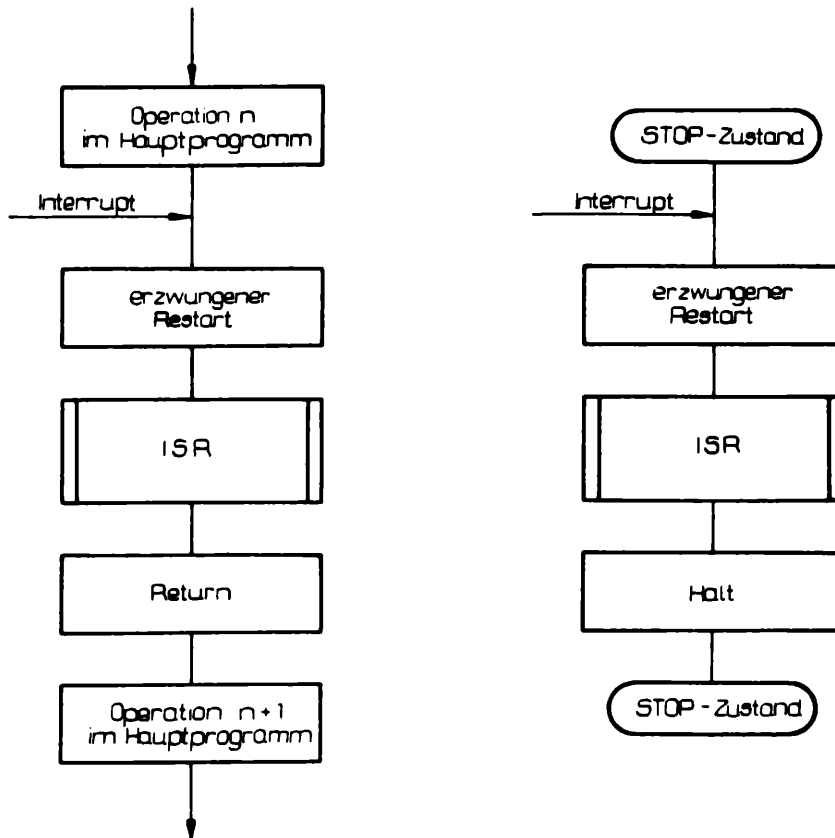 Operation n
im Hauptprogramm
Interrupt
erzwungener
Restart
ISR
Return
Operation n+1
im Hauptprogramm
STOP-Zustand
Interrupt
erzwungener
Restart
ISR
Halt
STOP-Zustand